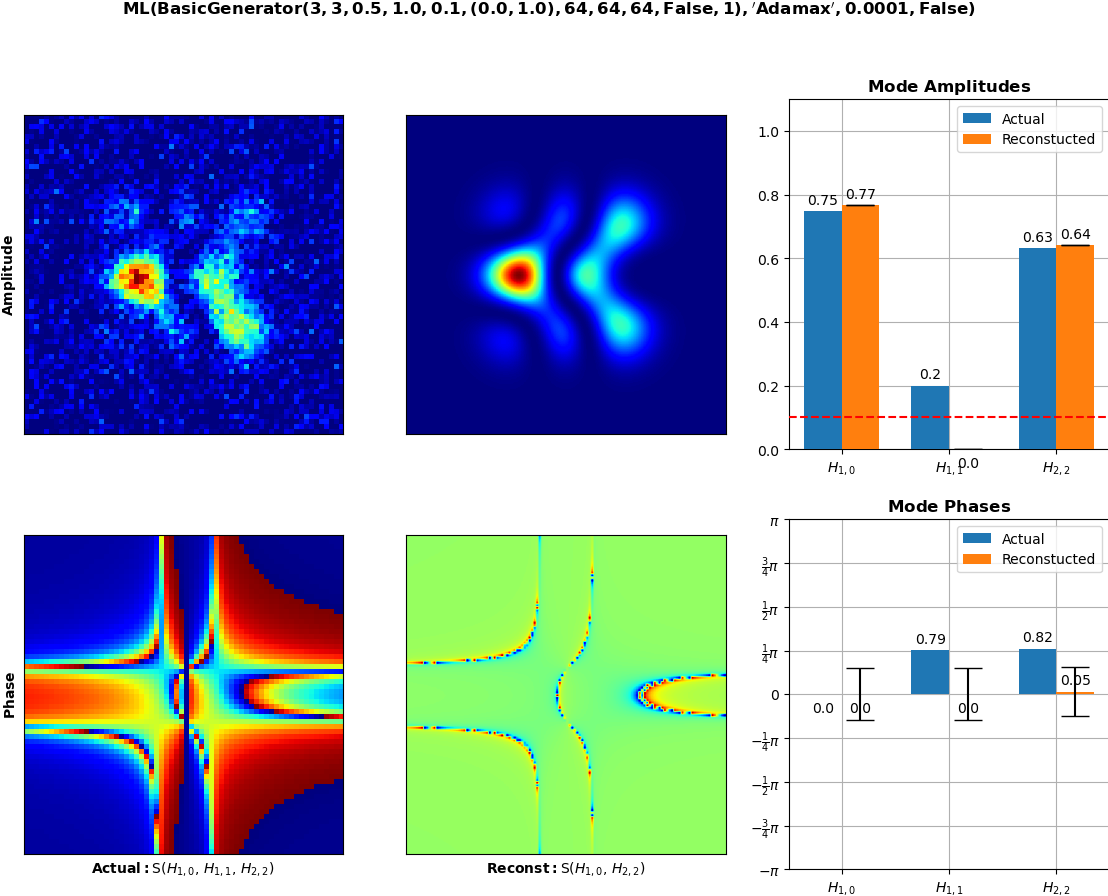 ML(BasicGenerator(3, 3, 0.5, 1.0, 0.1, (0.0, 1.0), 64, 64, 64, False, 1), ′Adamax′, 0.0001, False)
Mode Amplitudes
Amplitude
1.0
0.8
0.6
0.4
0.2
0.0
Actual
Reconstucted
0.75
0.77
0.2
0.0
0.63
0.64
H₁,₀
H₁,₁
H₂,₂
Mode Phases
Phase
π
¾π
½π
¼π
0
−¼π
−½π
−¾π
−π
Actual
Reconstucted
0.0
0.0
0.79
0.0
0.82
0.05
H₁,₀
H₁,₁
H₂,₂
Actual: S(H₁,₀, H₁,₁, H₂,₂)
Reconst: S(H₁,₀, H₂,₂)